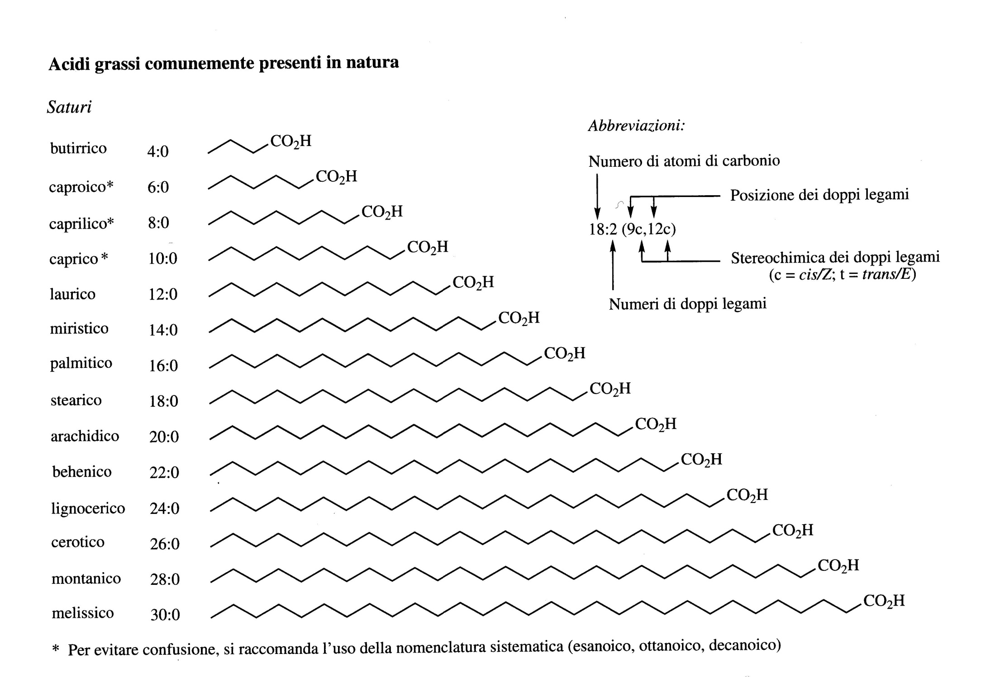 Acidi grassi comunemente presenti in natura
Saturi
butirrico 4:0 CO₂H
caproico* 6:0 CO₂H
caprilico* 8:0 CO₂H
caprico * 10:0 CO₂H
laurico 12:0 CO₂H
miristico 14:0 CO₂H
palmitico 16:0 CO₂H
stearico 18:0 CO₂H
arachidico 20:0 CO₂H
behenico 22:0 CO₂H
lignocerico 24:0 CO₂H
cerotico 26:0 CO₂H
montanico 28:0 CO₂H
melissico 30:0 CO₂H
Abbreviazioni:
Numero di atomi di carbonio
Posizione dei doppi legami
18:2 (9c,12c)
Stereochimica dei doppi legami
(c = cis/Z; t = trans/E)
Numeri di doppi legami
* Per evitare confusione, si raccomanda l'uso della nomenclatura sistematica (esanoico, ottanoico, decanoico)